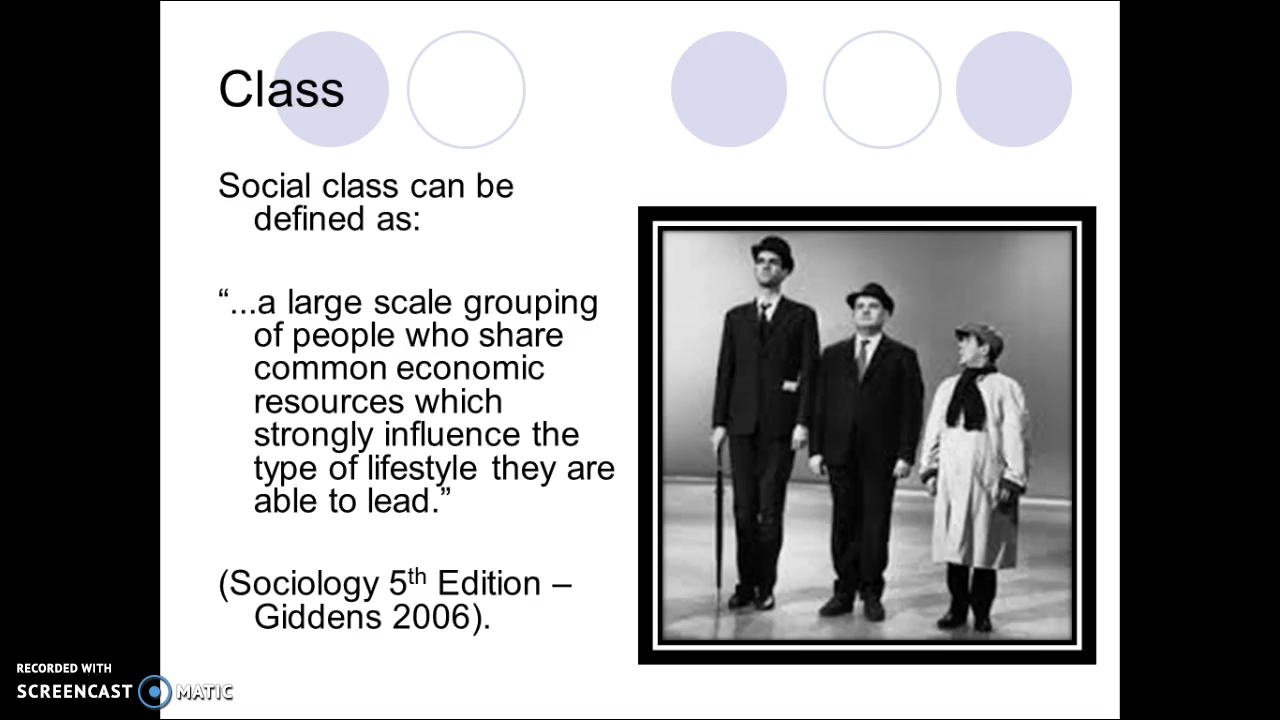 Class
Social class can be
defined as:
“...a large scale grouping
of people who share
common economic
resources which
strongly influence the
type of lifestyle they are
able to lead.”
(Sociology 5th Edition –
Giddens 2006).
RECORDED WITH
SCREENCAST MATIC